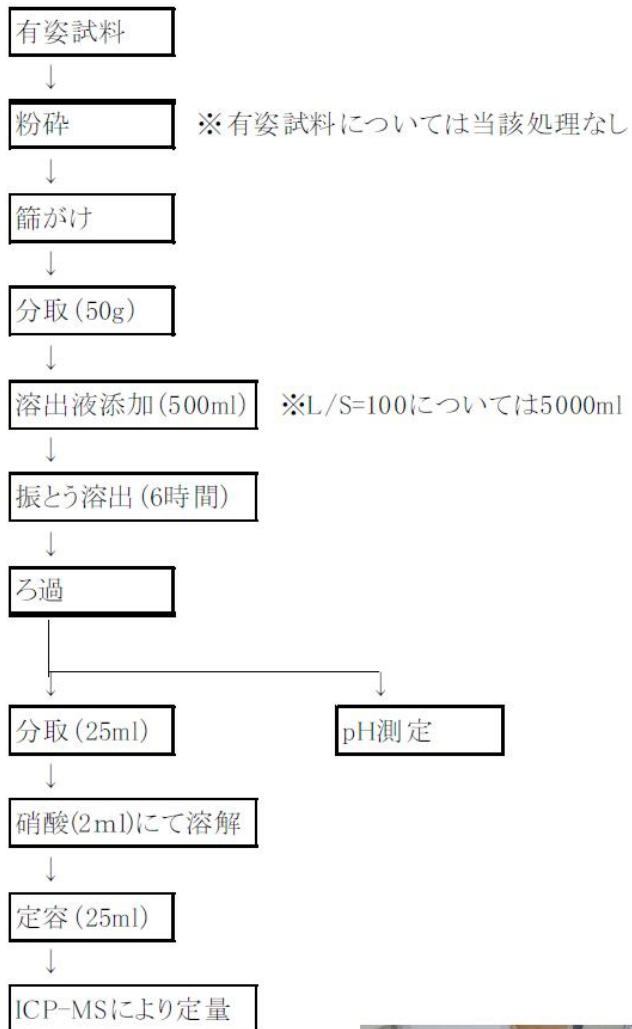 有姿試料
↓
粉砕 ※有姿試料については当該処理なし
↓
篩がけ
↓
分取(50g)
↓
溶出液添加(500ml) ※L/S=100については5000ml
↓
振とう溶出(6時間)
↓
ろ過
↓ ↓
分取(25ml) pH測定
↓
硝酸(2ml)にて溶解
↓
定容(25ml)
↓
ICP-MSにより定量